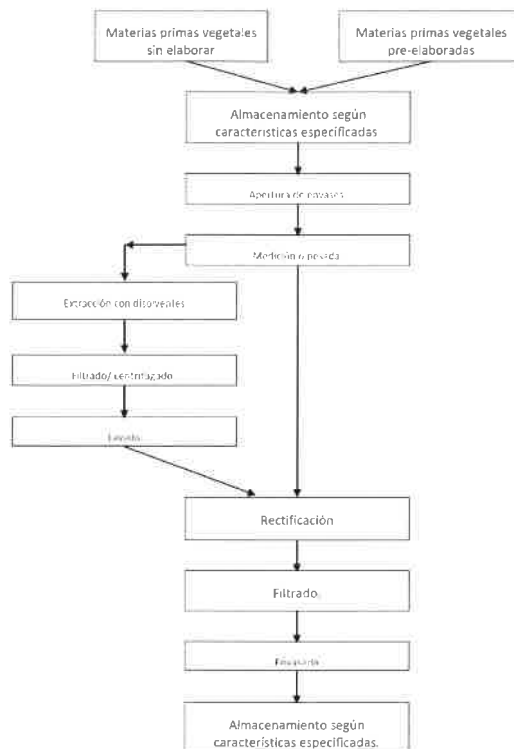 Materias primas vegetales
sin elaborar
Materias primas vegetales
pre-elaboradas
Almacenamiento según
características especificadas
Apertura de envases
Medición o pesada
Extracción con disolventes
Filtrado/ centrifugado
Rectificación
Filtrado.
Envasado
Almacenamiento según
características especificadas.